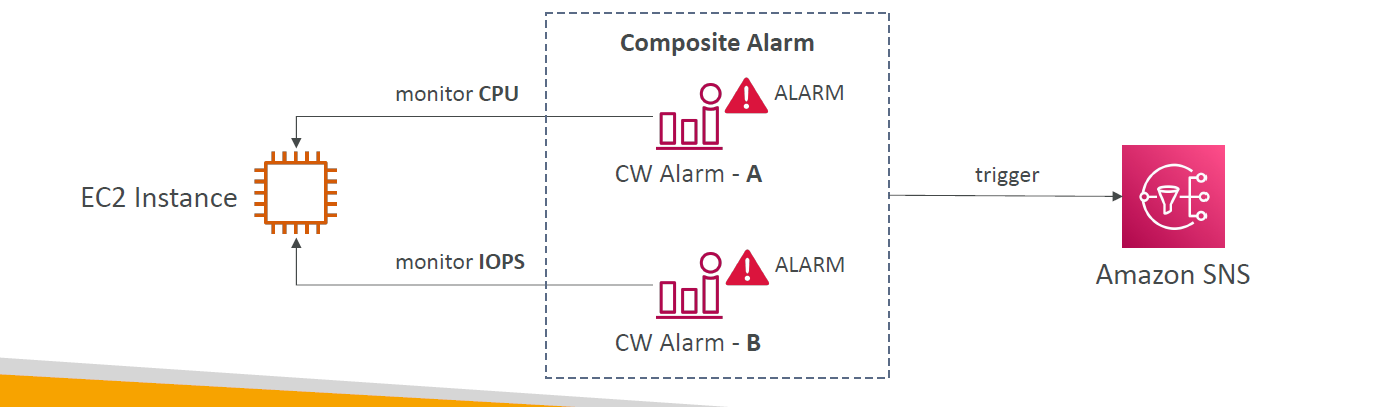 Composite Alarm
monitor CPU
ALARM
CW Alarm - A
EC2 Instance
trigger
monitor IOPS
ALARM
CW Alarm - B
Amazon SNS